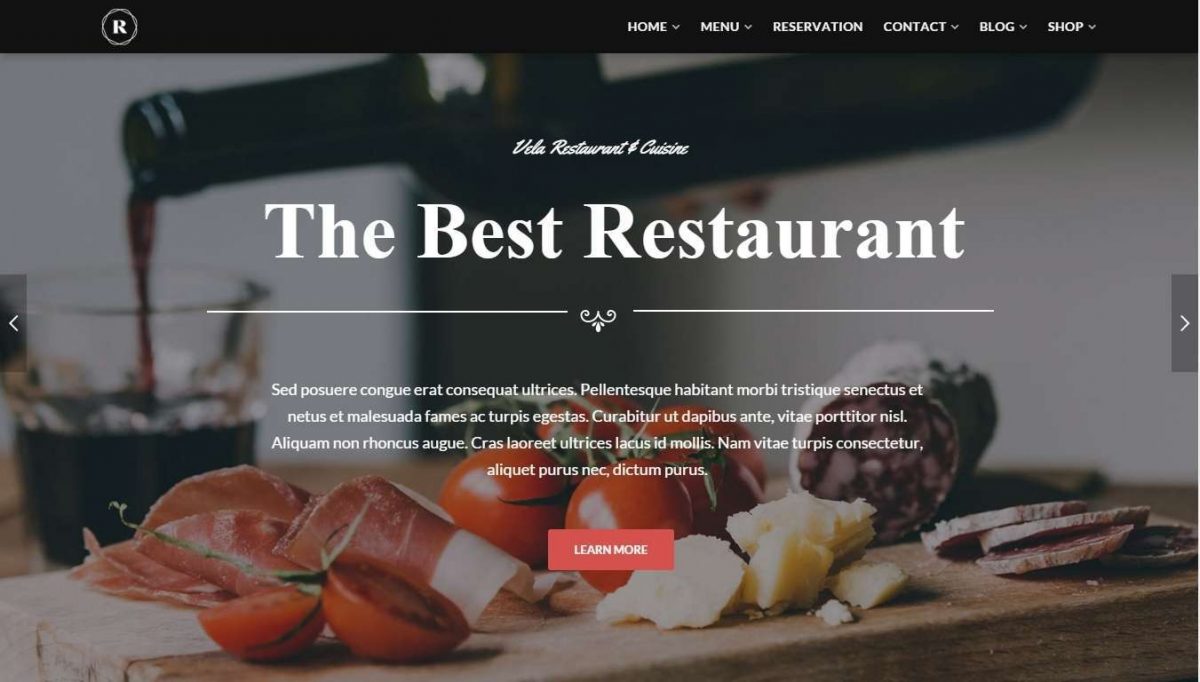 R HOME MENU RESERVATION CONTACT BLOG SHOP
Vela Restaurant & Cuisine
The Best Restaurant
Sed posuere congue erat consequat ultrices. Pellentesque habitant morbi tristique senectus et
netus et malesuada fames ac turpis egestas. Curabitur ut dapibus ante, vitae porttitor nisl.
Aliquam non rhoncus augue. Cras laoreet ultrices lacus id mollis. Nam vitae turpis consectetur,
aliquet purus nec, dictum purus.
LEARN MORE